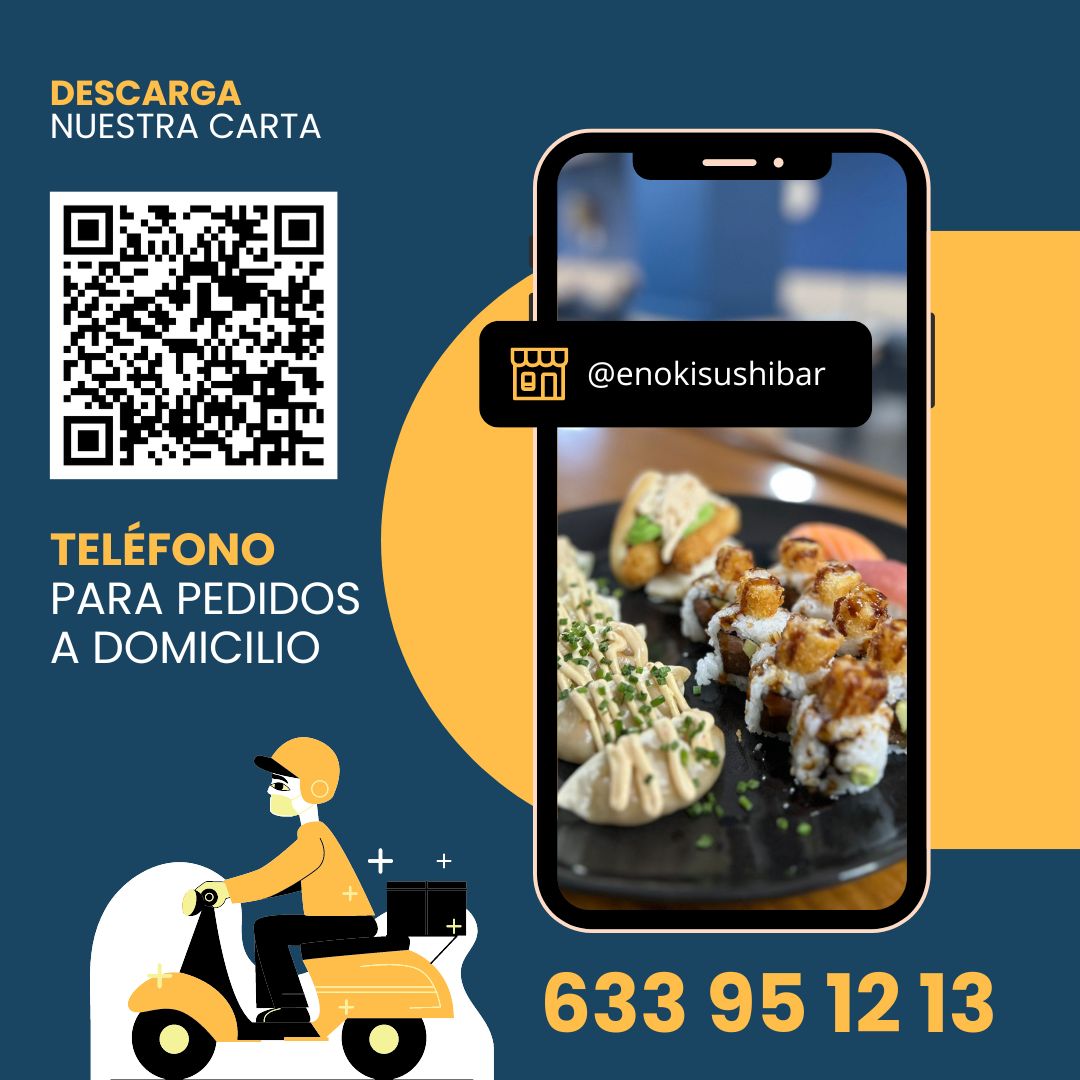 DESCARGA
NUESTRA CARTA
@enokisushibar
TELÉFONO
PARA PEDIDOS
A DOMICILIO
633 95 12 13